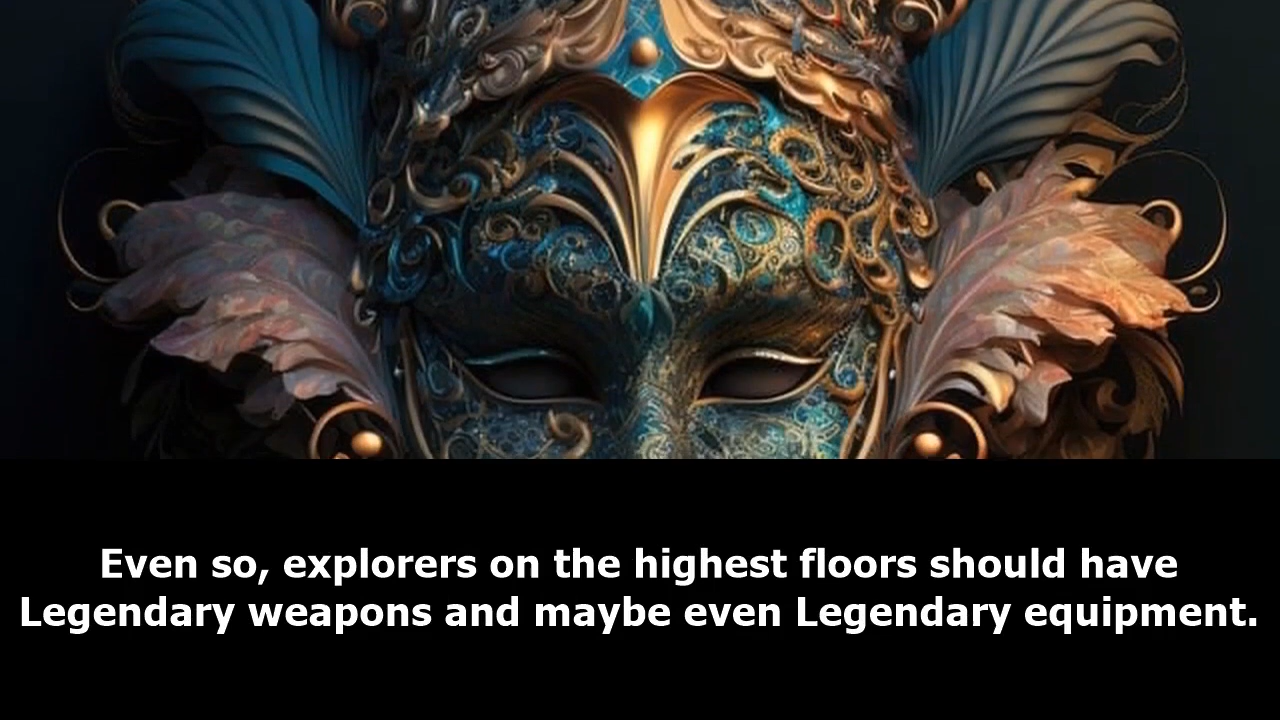 Even so, explorers on the highest floors should have
Legendary weapons and maybe even Legendary equipment.